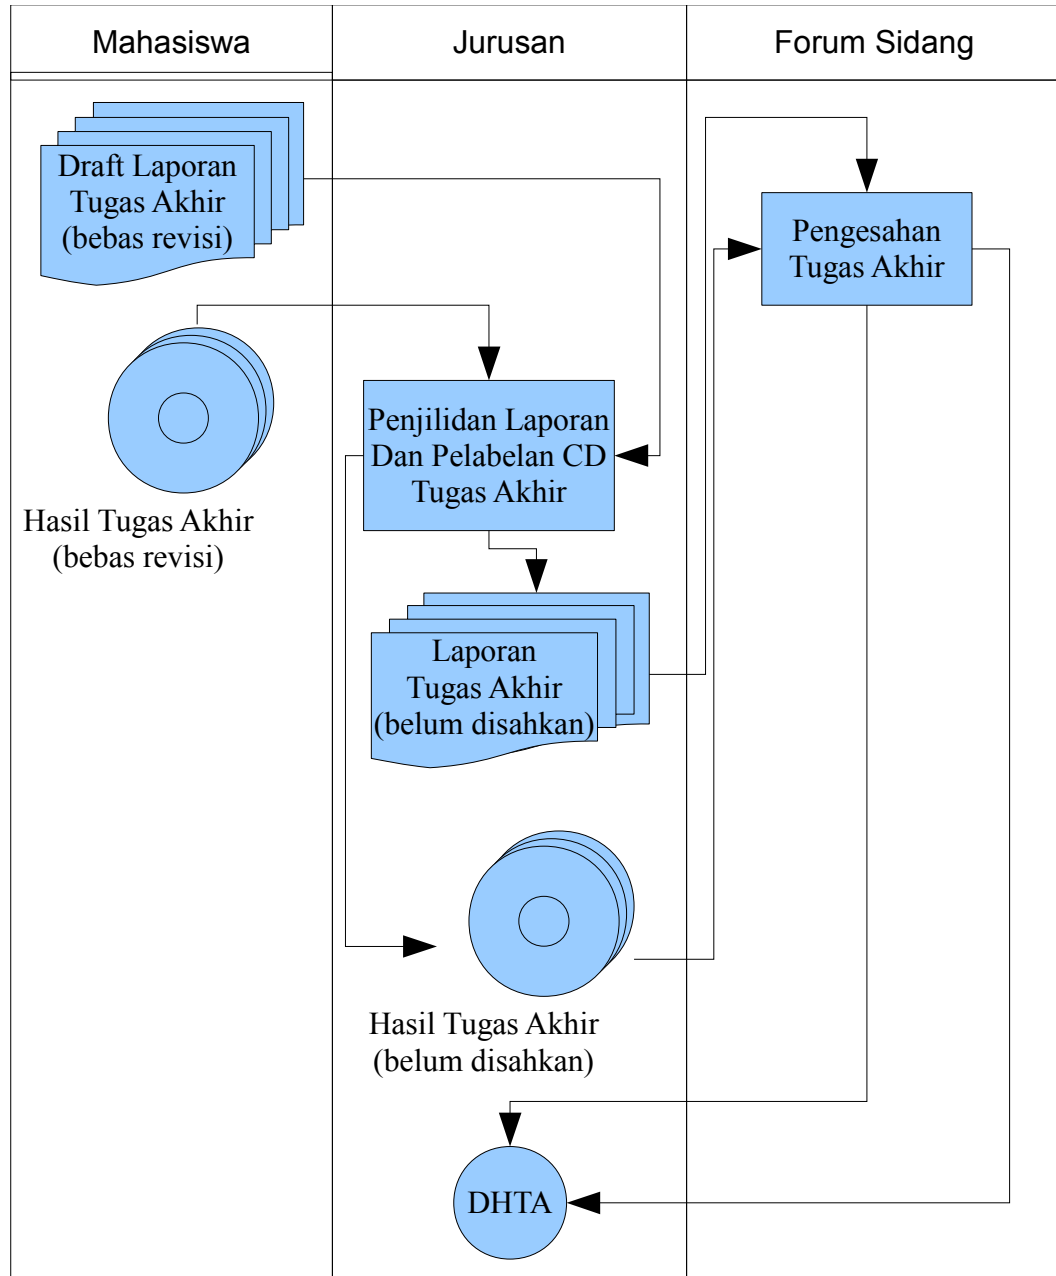 Mahasiswa
Jurusan
Forum Sidang
Draft Laporan
Tugas Akhir
(bebas revisi)
Pengesahan
Tugas Akhir
Hasil Tugas Akhir
(bebas revisi)
Penjilidan Laporan
Dan Pelabelan CD
Tugas Akhir
Laporan
Tugas Akhir
(belum disahkan)
Hasil Tugas Akhir
(belum disahkan)
DHTA